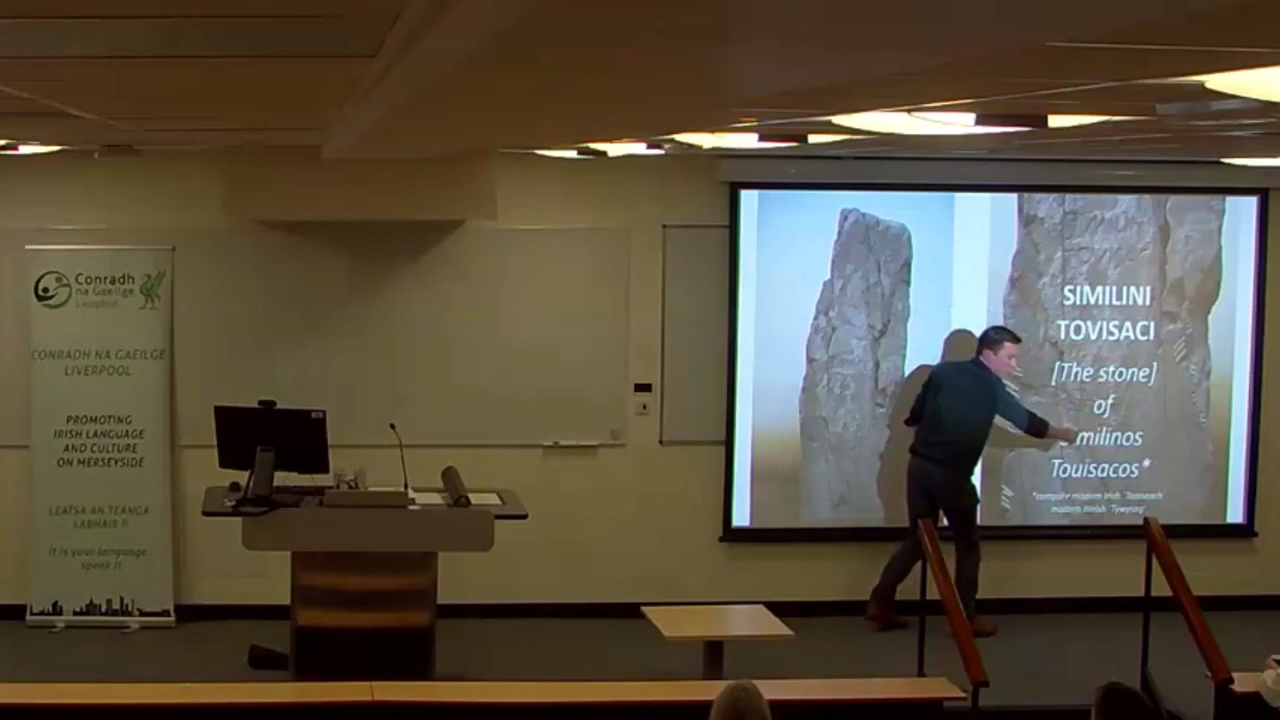 Conradh
na Gaeilge
Liverpool
CONRADH NA GAEILGE
LIVERPOOL
PROMOTING
IRISH LANGUAGE
AND CULTURE
ON MERSEYSIDE
LEATSA AN TEANGA
LABHAIR Í!
It is your language,
speak it
SIMILINI
TOVISACI
[The stone]
of
milinos
Touisacos*
*compare modern Irish 'Taoiseach'
modern Welsh 'Tywysog'